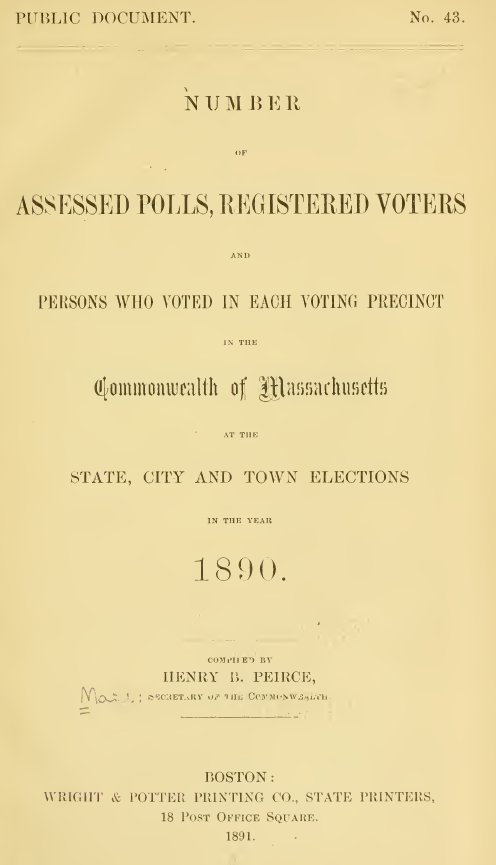 PUBLIC DOCUMENT. No. 43.
NUMBER
OF
ASSESSED POLLS, REGISTERED VOTERS
AND
PERSONS WHO VOTED IN EACH VOTING PRECINCT
IN THE
Commonwealth of Massachusetts
AT THE
STATE, CITY AND TOWN ELECTIONS
IN THE YEAR
1890.
COMPILED BY
HENRY B. PEIRCE,
SECRETARY OF THE COMMONWEALTH.
BOSTON:
WRIGHT & POTTER PRINTING CO., STATE PRINTERS,
18 POST OFFICE SQUARE.
1891.